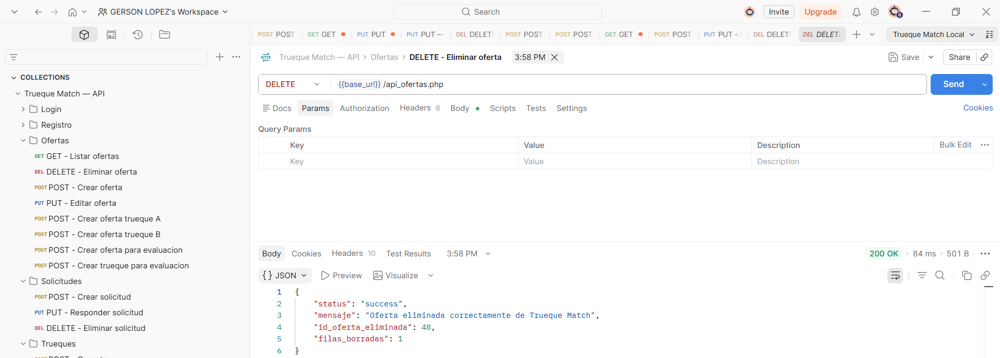 GERSON LOPEZ's Workspace
Search
Invite
Upgrade
POST POST
GET GET
PUT PUT
PUT PUT —
DEL DELET
POST POST
POST POST
GET GET
POST POST
PUT PUT -
DEL DELET
DEL DELET
Trueque Match Local
HTTP Trueque Match — API > Ofertas > DELETE - Eliminar oferta
3:58 PM
Save
Share
COLLECTIONS
Trueque Match — API
Login
Registro
Ofertas
GET GET - Listar ofertas
DEL DELETE - Eliminar oferta
POST POST - Crear oferta
PUT PUT - Editar oferta
POST POST - Crear oferta trueque A
POST POST - Crear oferta trueque B
POST POST - Crear oferta para evaluacion
POST POST - Crear trueque para evaluacion
Solicitudes
POST POST - Crear solicitud
PUT PUT - Responder solicitud
DEL DELETE - Eliminar solicitud
Trueques
DELETE
{{base_url}} /api_ofertas.php
Send
Docs Params Authorization Headers 8 Body Scripts Tests Settings
Cookies
Query Params
Key Value Description Bulk Edit
Key Value Description
Body Cookies Headers 10 Test Results 3:58 PM
200 OK • 84 ms • 501 B
{} JSON Preview Visualize
1 {
2 "status": "success",
3 "mensaje": "Oferta eliminada correctamente de Trueque Match",
4 "id_oferta_eliminada": 48,
5 "filas_borradas": 1
6 }